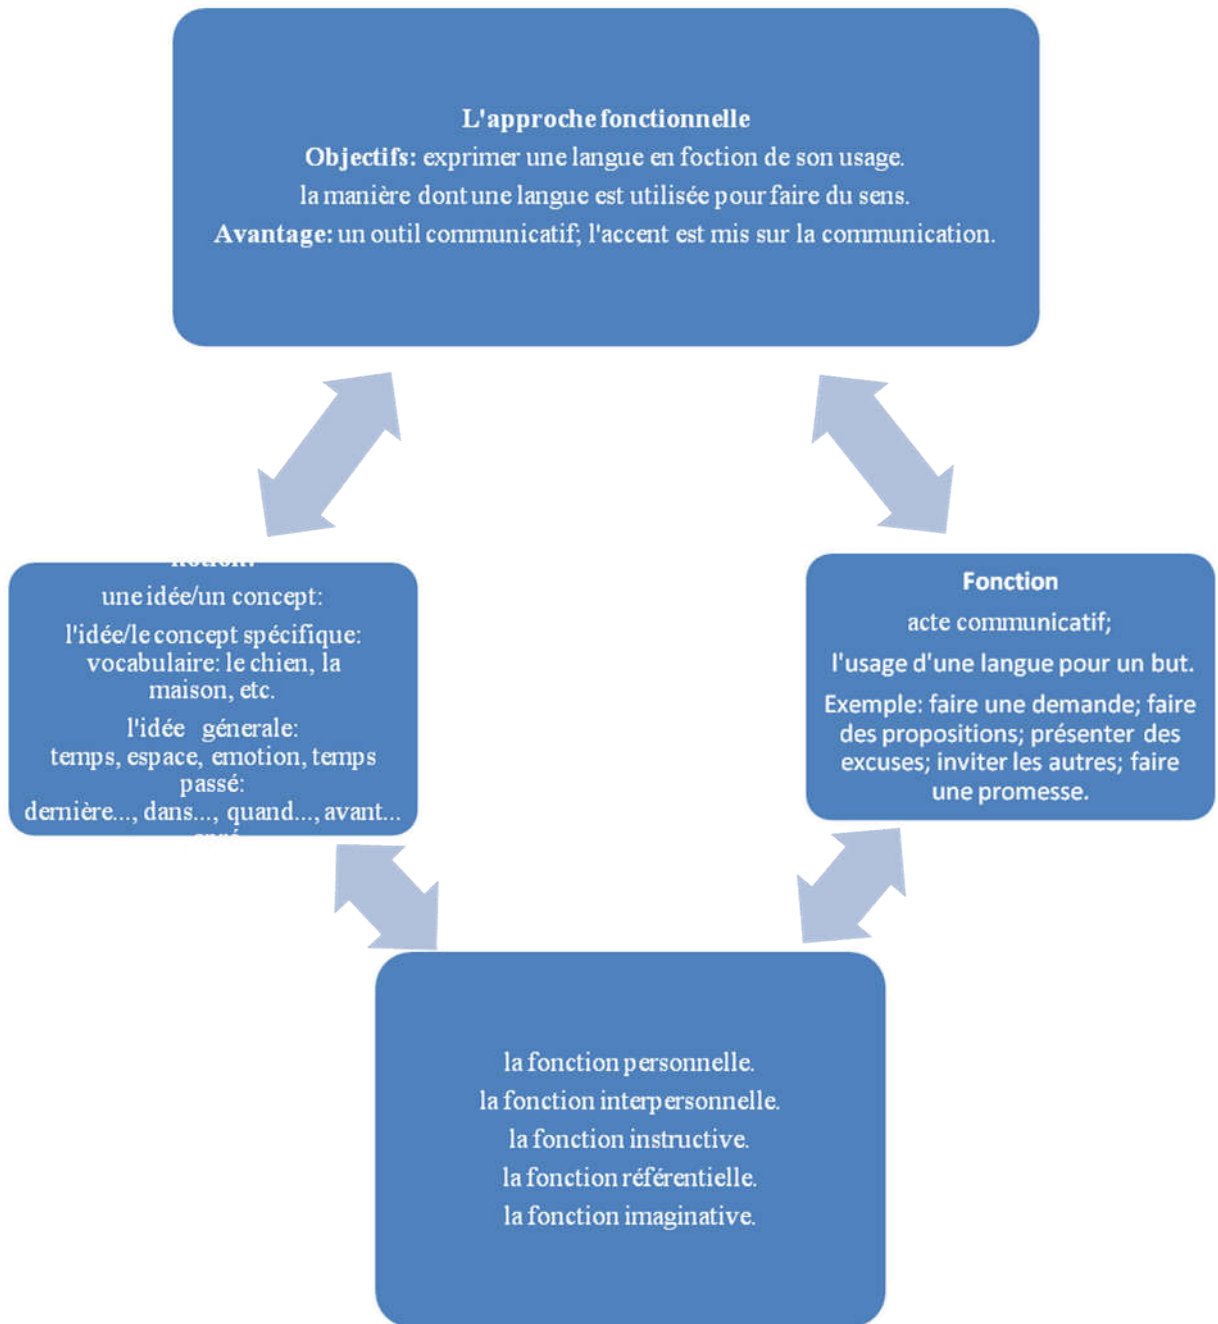 L'approche fonctionnelle
Objectifs: exprimer une langue en foction de son usage.
la manière dont une langue est utilisée pour faire du sens.
Avantage: un outil communicatif; l'accent est mis sur la communication.
une idée/un concept:
l'idée/le concept spécifique:
vocabulaire: le chien, la
maison, etc.
l'idée génerale:
temps, espace, emotion, temps
passé:
dernière..., dans..., quand..., avant...
Fonction
acte communicatif;
l'usage d'une langue pour un but.
Exemple: faire une demande; faire
des propositions; présenter des
excuses; inviter les autres; faire
une promesse.
la fonction personnelle.
la fonction interpersonnelle.
la fonction instructive.
la fonction référentielle.
la fonction imaginative.